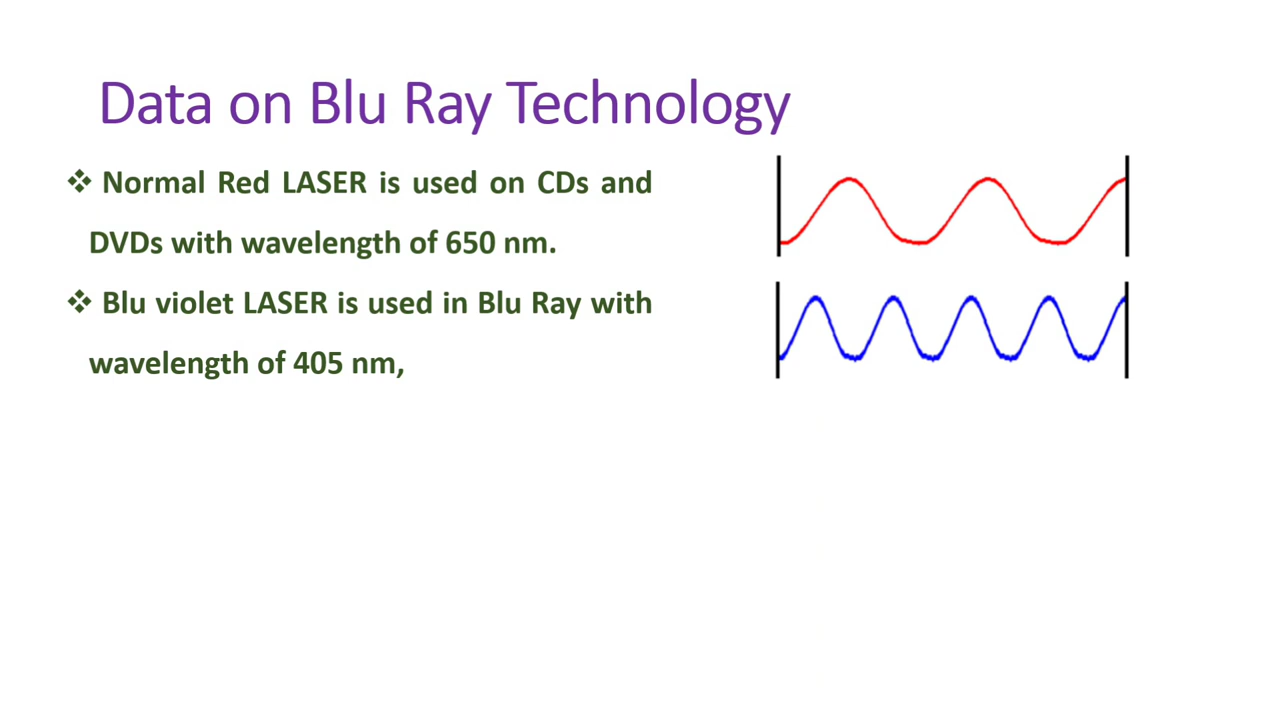 Data on Blu Ray Technology
❖ Normal Red LASER is used on CDs and
DVDs with wavelength of 650 nm.
❖ Blu violet LASER is used in Blu Ray with
wavelength of 405 nm,